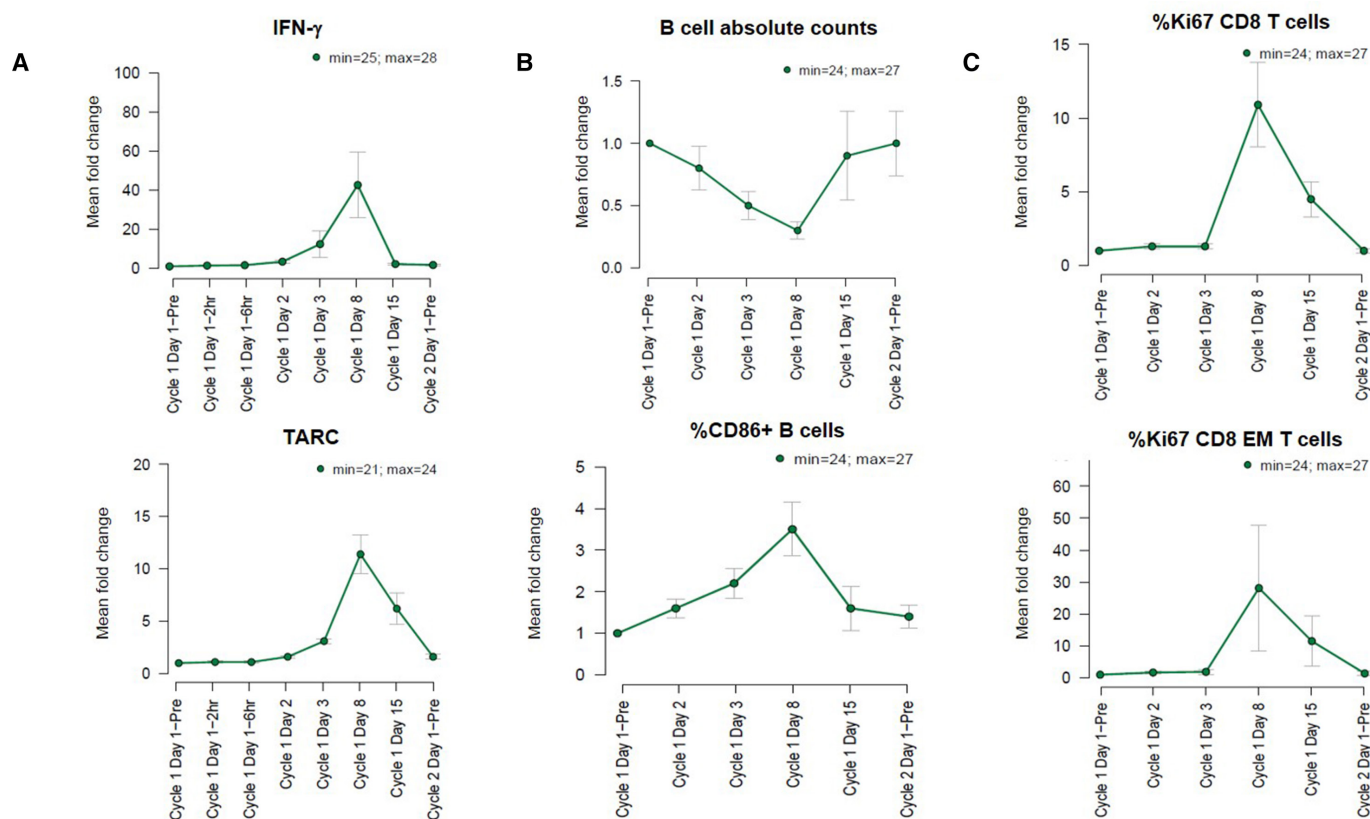 A
IFN-γ
min=25; max=28
Mean fold change
100
80
60
40
20
0
Cycle 1 Day 1−Pre
Cycle 1 Day 1−2hr
Cycle 1 Day 1−6hr
Cycle 1 Day 2
Cycle 1 Day 3
Cycle 1 Day 8
Cycle 1 Day 15
Cycle 2 Day 1−Pre
TARC
min=21; max=24
Mean fold change
20
15
10
5
0
Cycle 1 Day 1−Pre
Cycle 1 Day 1−2hr
Cycle 1 Day 1−6hr
Cycle 1 Day 2
Cycle 1 Day 3
Cycle 1 Day 8
Cycle 1 Day 15
Cycle 2 Day 1−Pre
B
B cell absolute counts
min=24; max=27
Mean fold change
1.5
1.0
0.5
0.0
Cycle 1 Day 1−Pre
Cycle 1 Day 2
Cycle 1 Day 3
Cycle 1 Day 8
Cycle 1 Day 15
Cycle 2 Day 1−Pre
%CD86+ B cells
min=24; max=27
Mean fold change
5
4
3
2
1
0
Cycle 1 Day 1−Pre
Cycle 1 Day 2
Cycle 1 Day 3
Cycle 1 Day 8
Cycle 1 Day 15
Cycle 2 Day 1−Pre
C
%Ki67 CD8 T cells
min=24; max=27
Mean fold change
15
10
5
0
Cycle 1 Day 1−Pre
Cycle 1 Day 2
Cycle 1 Day 3
Cycle 1 Day 8
Cycle 1 Day 15
Cycle 2 Day 1−Pre
%Ki67 CD8 EM T cells
min=24; max=27
Mean fold change
60
50
40
30
20
10
0
Cycle 1 Day 1−Pre
Cycle 1 Day 2
Cycle 1 Day 3
Cycle 1 Day 8
Cycle 1 Day 15
Cycle 2 Day 1−Pre